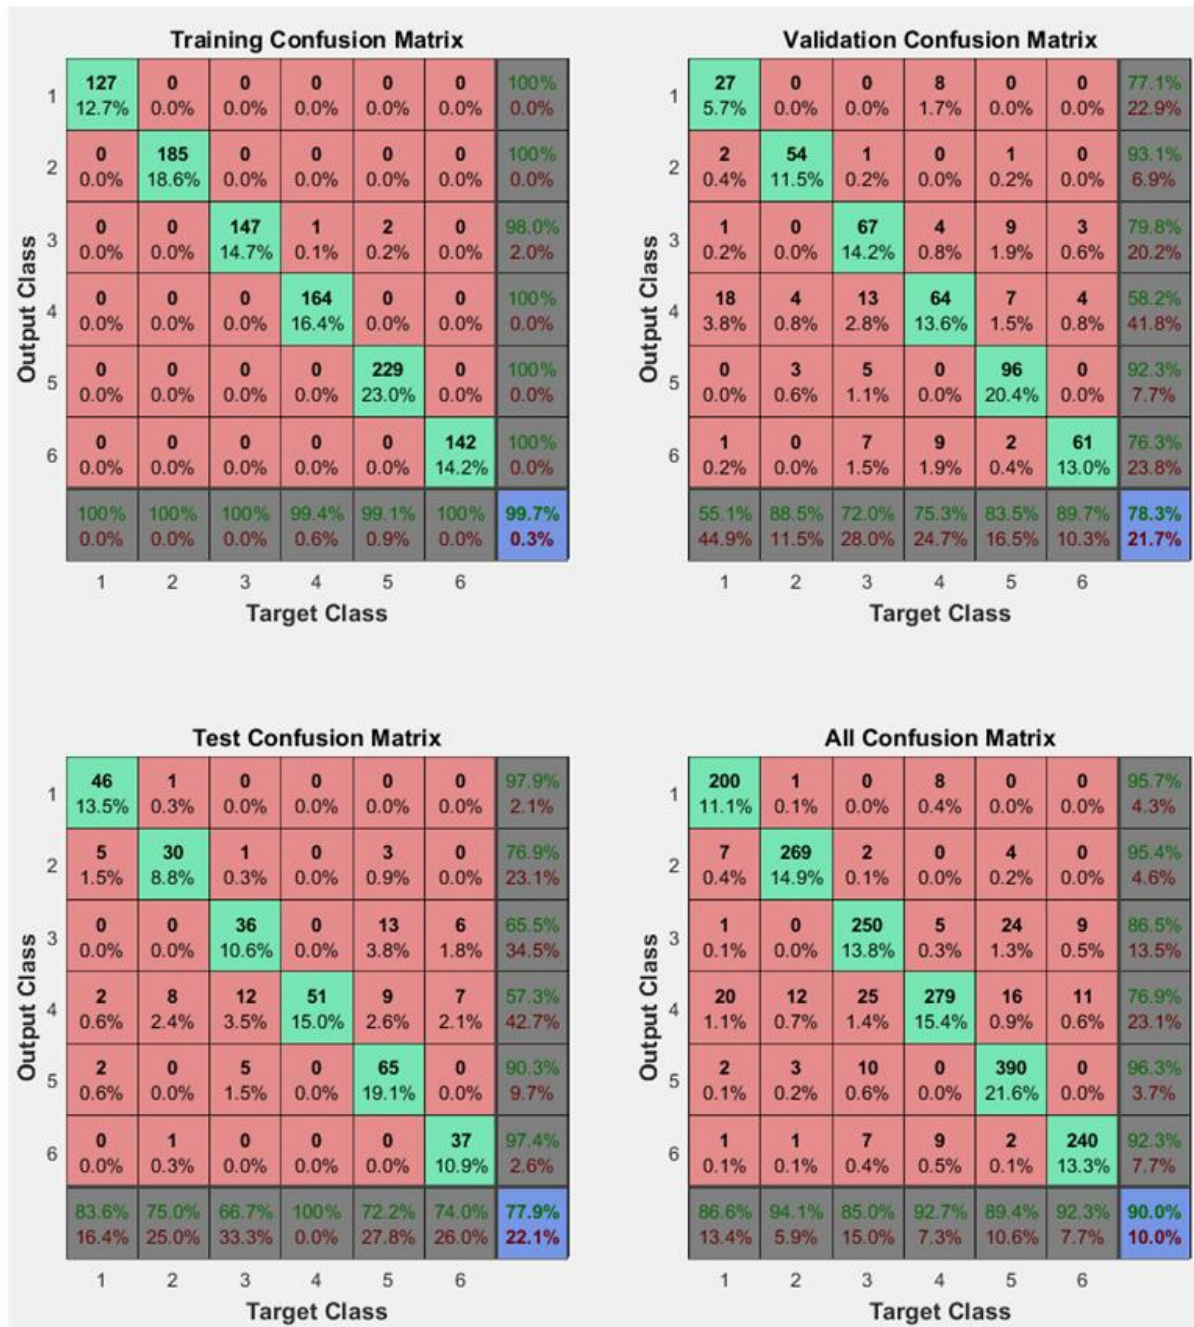 Training Confusion Matrix
1 127 0 0 0 0 0 100%
12.7% 0.0% 0.0% 0.0% 0.0% 0.0% 0.0%
2 0 185 0 0 0 0 100%
0.0% 18.6% 0.0% 0.0% 0.0% 0.0% 0.0%
3 0 0 147 1 2 0 98.0%
0.0% 0.0% 14.7% 0.1% 0.2% 0.0% 2.0%
4 0 0 0 164 0 0 100%
0.0% 0.0% 0.0% 16.4% 0.0% 0.0% 0.0%
5 0 0 0 0 229 0 100%
0.0% 0.0% 0.0% 0.0% 23.0% 0.0% 0.0%
6 0 0 0 0 0 142 100%
0.0% 0.0% 0.0% 0.0% 0.0% 14.2% 0.0%
100% 100% 100% 99.4% 99.1% 100% 99.7%
0.0% 0.0% 0.0% 0.6% 0.9% 0.0% 0.3%
1 2 3 4 5 6
Target Class
Output Class
Validation Confusion Matrix
1 27 0 0 8 0 0 77.1%
5.7% 0.0% 0.0% 1.7% 0.0% 0.0% 22.9%
2 2 54 1 0 1 0 93.1%
0.4% 11.5% 0.2% 0.0% 0.2% 0.0% 6.9%
3 1 0 67 4 9 3 79.8%
0.2% 0.0% 14.2% 0.8% 1.9% 0.6% 20.2%
4 18 4 13 64 7 4 58.2%
3.8% 0.8% 2.8% 13.6% 1.5% 0.8% 41.8%
5 0 3 5 0 96 0 92.3%
0.0% 0.6% 1.1% 0.0% 20.4% 0.0% 7.7%
6 1 0 7 9 2 61 76.3%
0.2% 0.0% 1.5% 1.9% 0.4% 13.0% 23.8%
55.1% 88.5% 72.0% 75.3% 83.5% 89.7% 78.3%
44.9% 11.5% 28.0% 24.7% 16.5% 10.3% 21.7%
1 2 3 4 5 6
Target Class
Output Class
Test Confusion Matrix
1 46 1 0 0 0 0 97.9%
13.5% 0.3% 0.0% 0.0% 0.0% 0.0% 2.1%
2 5 30 1 0 3 0 76.9%
1.5% 8.8% 0.3% 0.0% 0.9% 0.0% 23.1%
3 0 0 36 0 13 6 65.5%
0.0% 0.0% 10.6% 0.0% 3.8% 1.8% 34.5%
4 2 8 12 51 9 7 57.3%
0.6% 2.4% 3.5% 15.0% 2.6% 2.1% 42.7%
5 2 0 5 0 65 0 90.3%
0.6% 0.0% 1.5% 0.0% 19.1% 0.0% 9.7%
6 0 1 0 0 0 37 97.4%
0.0% 0.3% 0.0% 0.0% 0.0% 10.9% 2.6%
83.6% 75.0% 66.7% 100% 72.2% 74.0% 77.9%
16.4% 25.0% 33.3% 0.0% 27.8% 26.0% 22.1%
1 2 3 4 5 6
Target Class
Output Class
All Confusion Matrix
1 200 1 0 8 0 0 95.7%
11.1% 0.1% 0.0% 0.4% 0.0% 0.0% 4.3%
2 7 269 2 0 4 0 95.4%
0.4% 14.9% 0.1% 0.0% 0.2% 0.0% 4.6%
3 1 0 250 5 24 9 86.5%
0.1% 0.0% 13.8% 0.3% 1.3% 0.5% 13.5%
4 20 12 25 279 16 11 76.9%
1.1% 0.7% 1.4% 15.4% 0.9% 0.6% 23.1%
5 2 3 10 0 390 0 96.3%
0.1% 0.2% 0.6% 0.0% 21.6% 0.0% 3.7%
6 1 1 7 9 2 240 92.3%
0.1% 0.1% 0.4% 0.5% 0.1% 13.3% 7.7%
86.6% 94.1% 85.0% 92.7% 89.4% 92.3% 90.0%
13.4% 5.9% 15.0% 7.3% 10.6% 7.7% 10.0%
1 2 3 4 5 6
Target Class
Output Class